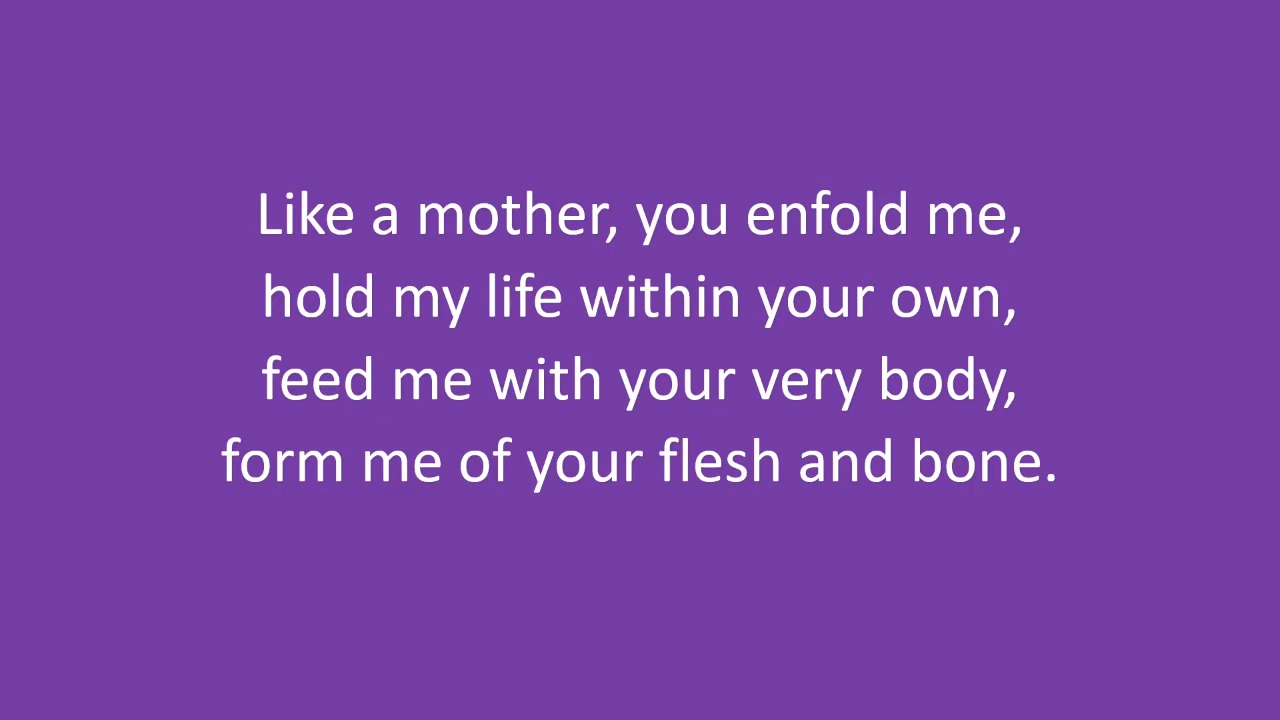 Like a mother, you enfold me,
hold my life within your own,
feed me with your very body,
form me of your flesh and bone.